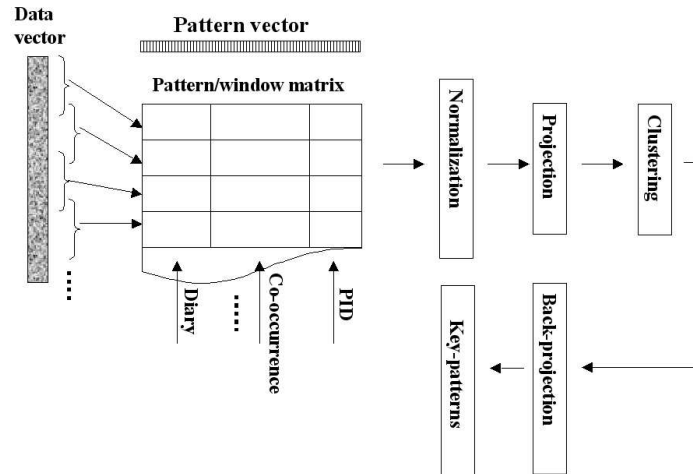 Data
vector
Pattern vector
Pattern/window matrix
Normalization
Projection
Clustering
Diary
Co-occurrence
PID
Key-patterns
Back-projection